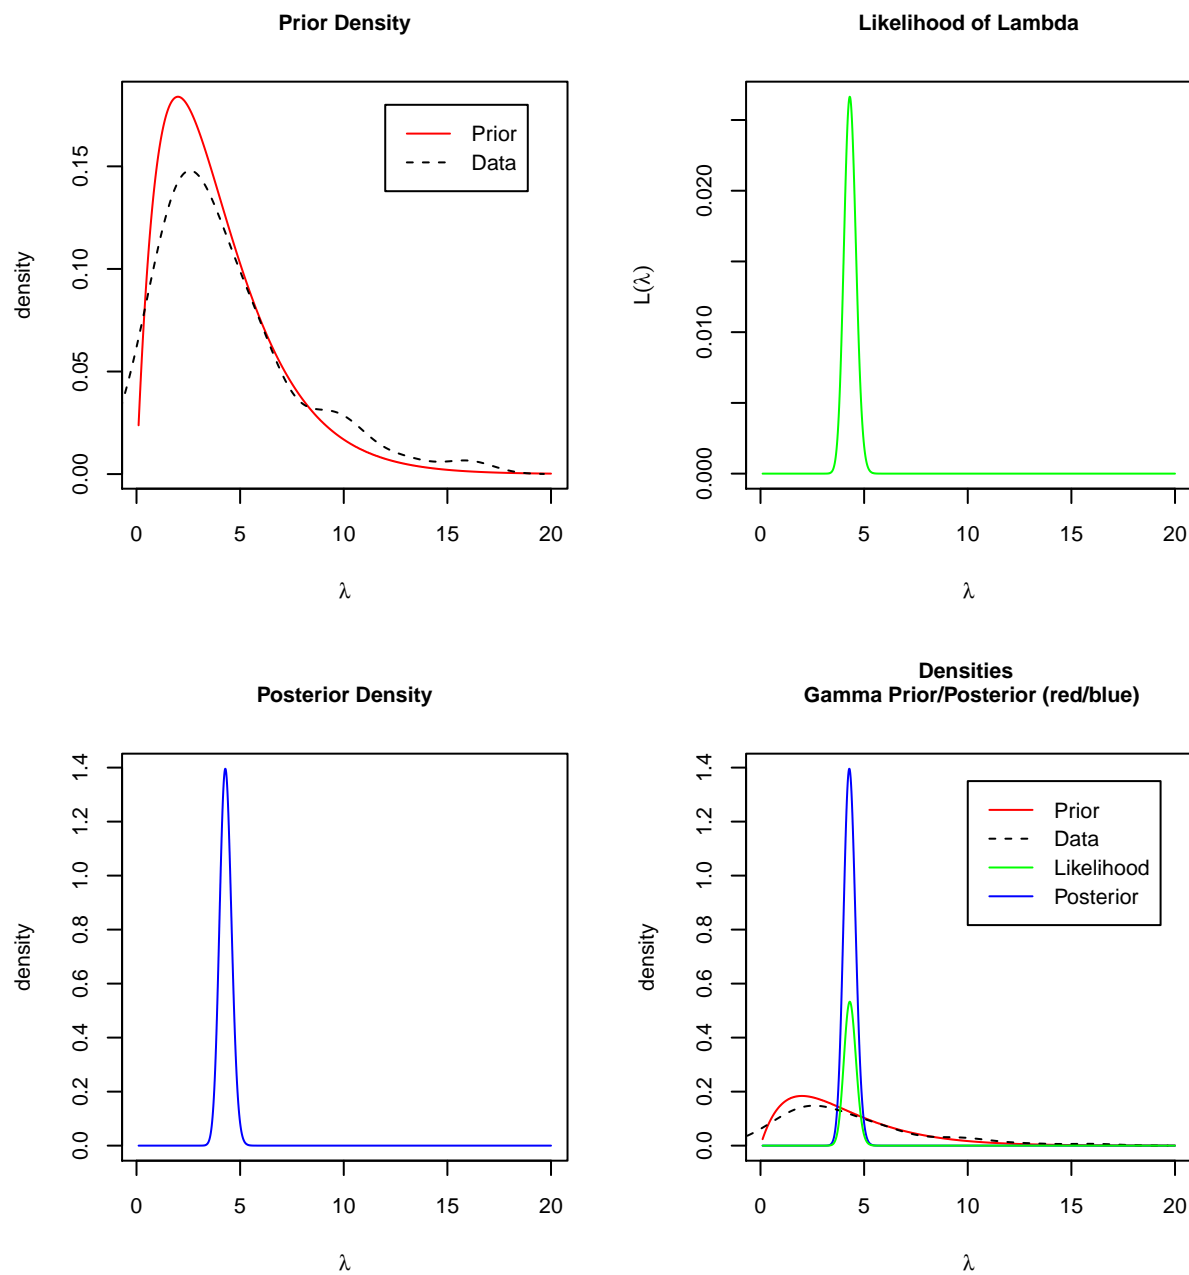 Prior Density
0.15
0.10
0.05
0.00
density
Prior
Data
0 5 10 15 20
λ
Likelihood of Lambda
0.020
0.010
0.000
L(λ)
0 5 10 15 20
λ
Posterior Density
1.4
1.2
1.0
0.8
0.6
0.4
0.2
0.0
density
0 5 10 15 20
λ
Densities
Gamma Prior/Posterior (red/blue)
1.4
1.2
1.0
0.8
0.6
0.4
0.2
0.0
density
Prior
Data
Likelihood
Posterior
0 5 10 15 20
λ